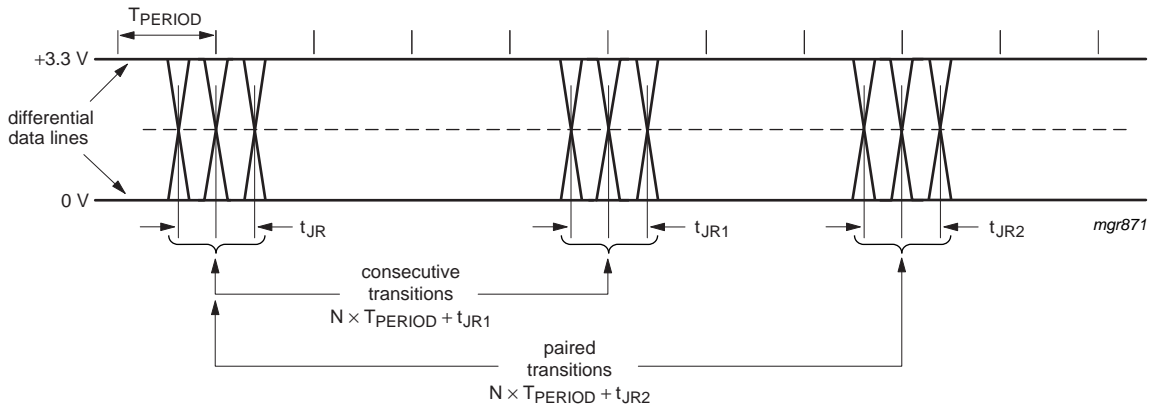 TPERIOD
+3.3 V
differential
data lines
0 V
tJR
tJR1
tJR2
mgr871
consecutive
transitions
N × TPERIOD + tJR1
paired
transitions
N × TPERIOD + tJR2